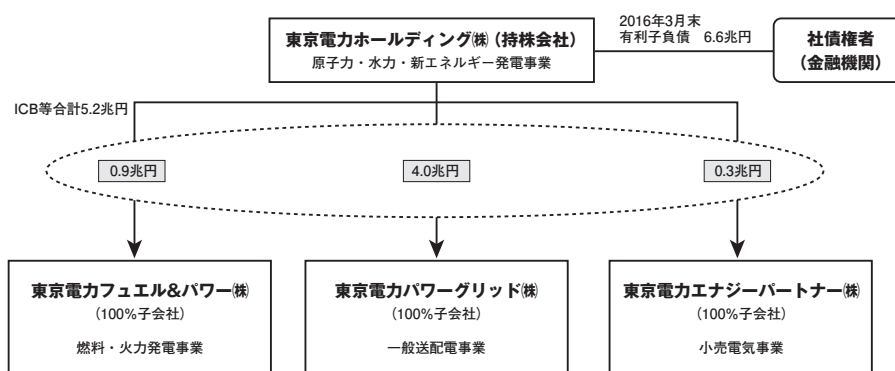 東京電力ホールディング㈱ (持株会社)
原子力・水力・新エネルギー発電事業
2016年3月末
有利子負債 6.6兆円
社債権者
(金融機関)
ICB等合計5.2兆円
0.9兆円
4.0兆円
0.3兆円
東京電力フュエル&パワー㈱
(100%子会社)
燃料・火力発電事業
東京電力パワーグリッド㈱
(100%子会社)
一般送配電事業
東京電力エナジーパートナー㈱
(100%子会社)
小売電気事業